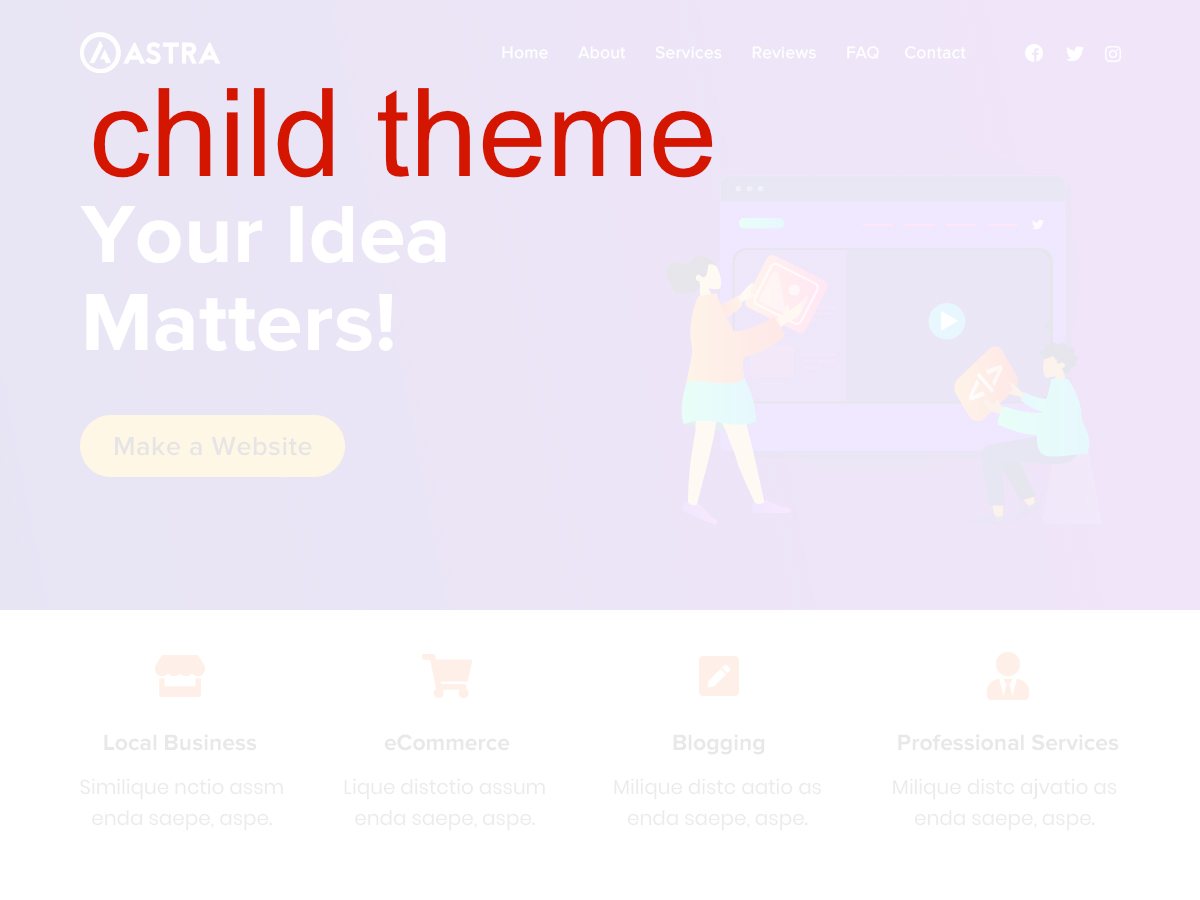 ASTRA
Home About Services Reviews FAQ Contact
child theme
Your Idea
Matters!
Make a Website
</>
Local Business
Similique nctio assm
enda saepe, aspe.
eCommerce
Lique distctio assum
enda saepe, aspe.
Blogging
Milique distc aatio as
enda saepe, aspe.
Professional Services
Milique distc ajvatio as
enda saepe, aspe.